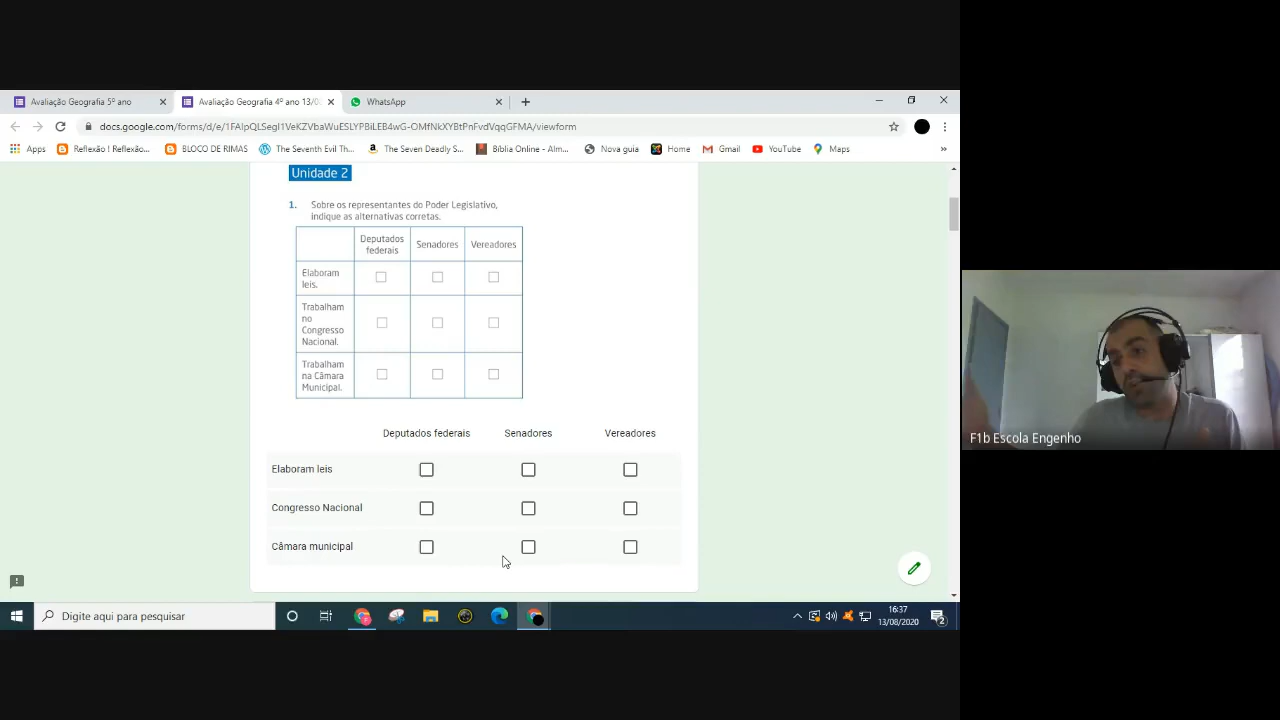 Avaliação Geografia 5º ano
Avaliação Geografia 4º ano 13/0
WhatsApp
docs.google.com/forms/d/e/1FAIpQLSegI1VeKZVbaWuESLYPBiLEB4wG-OMfNkXYBtPnFvdVqqGFMA/viewform
Apps
Reflexão ! Reflexão...
BLOCO DE RIMAS
The Seventh Evil Th...
The Seven Deadly S...
Bíblia Online - Alm...
Nova guia
Home
Gmail
YouTube
Maps
»
Unidade 2
1. Sobre os representantes do Poder Legislativo,
indique as alternativas corretas.
Deputados federais
Senadores
Vereadores
Elaboram
leis.
Trabalham
no
Congresso
Nacional.
Trabalham
na Câmara
Municipal.
Deputados federais Senadores Vereadores
Elaboram leis
Congresso Nacional
Câmara municipal
F1b Escola Engenho
Digite aqui para pesquisar
16:37
13/08/2020
2